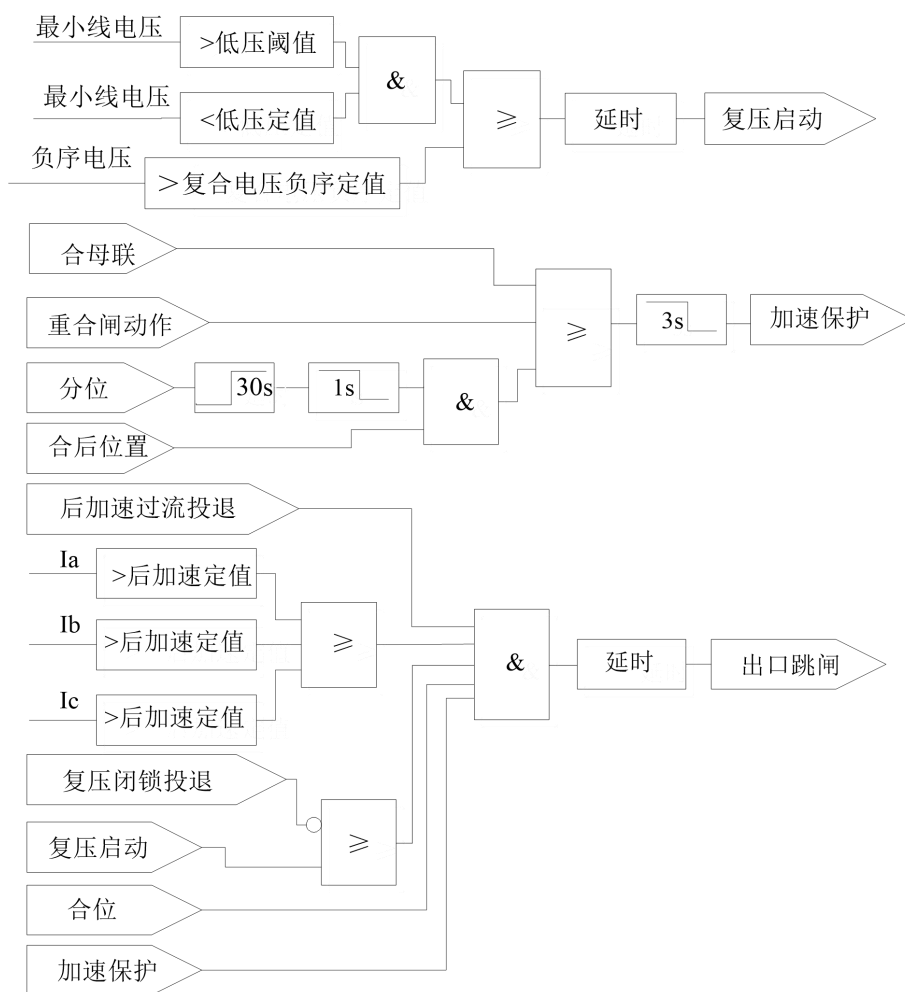 最小线电压
>低压阈值
&
最小线电压
<低压定值
⩾
延时
复压启动
负序电压
>复合电压负序定值
合母联
重合闸动作
⩾
3s
加速保护
分位
30s
1s
&
合后位置
后加速过流投退
Ia
>后加速定值
Ib
>后加速定值
⩾
&
延时
出口跳闸
Ic
>后加速定值
复压闭锁投退
复压启动
⩾
合位
加速保护